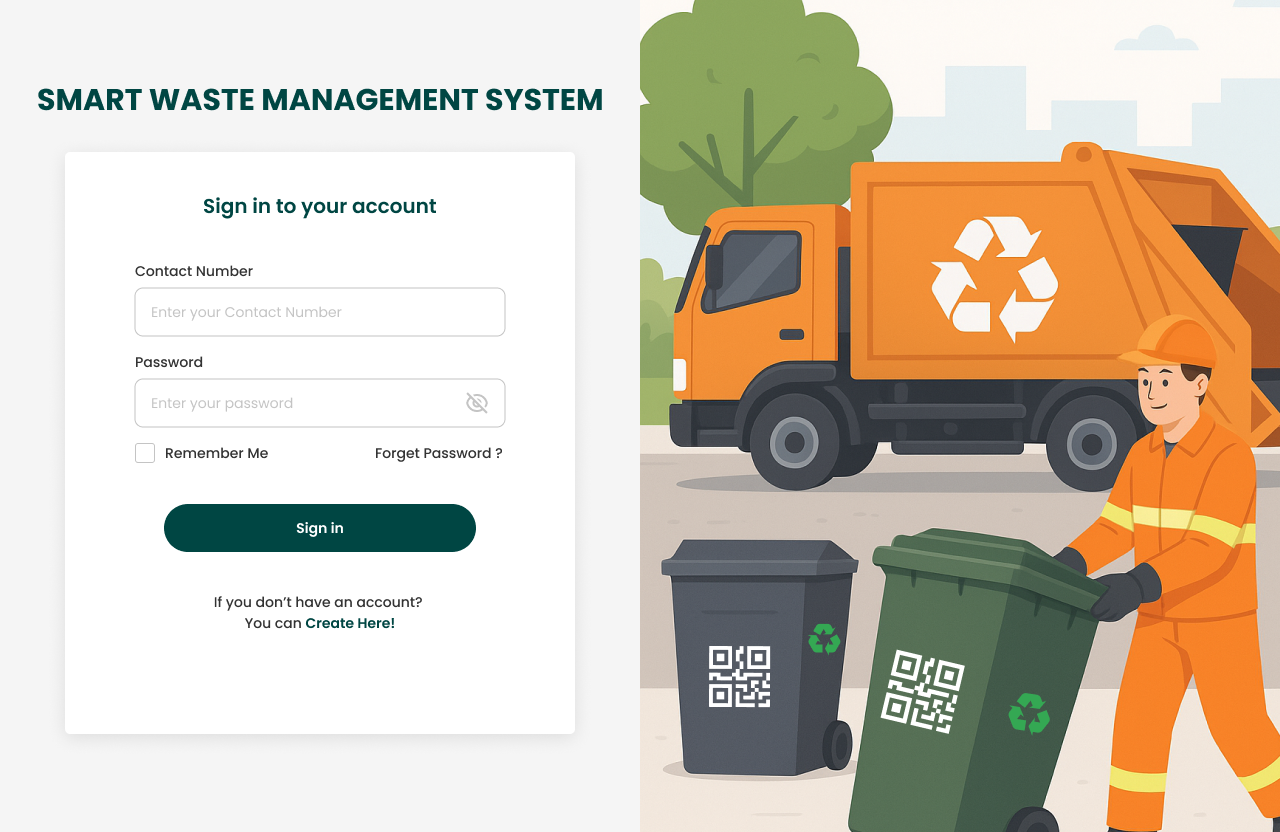 SMART WASTE MANAGEMENT SYSTEM
Sign in to your account
Contact Number
Enter your Contact Number
Password
Enter your password
Remember Me
Forget Password ?
Sign in
If you don’t have an account?
You can Create Here!